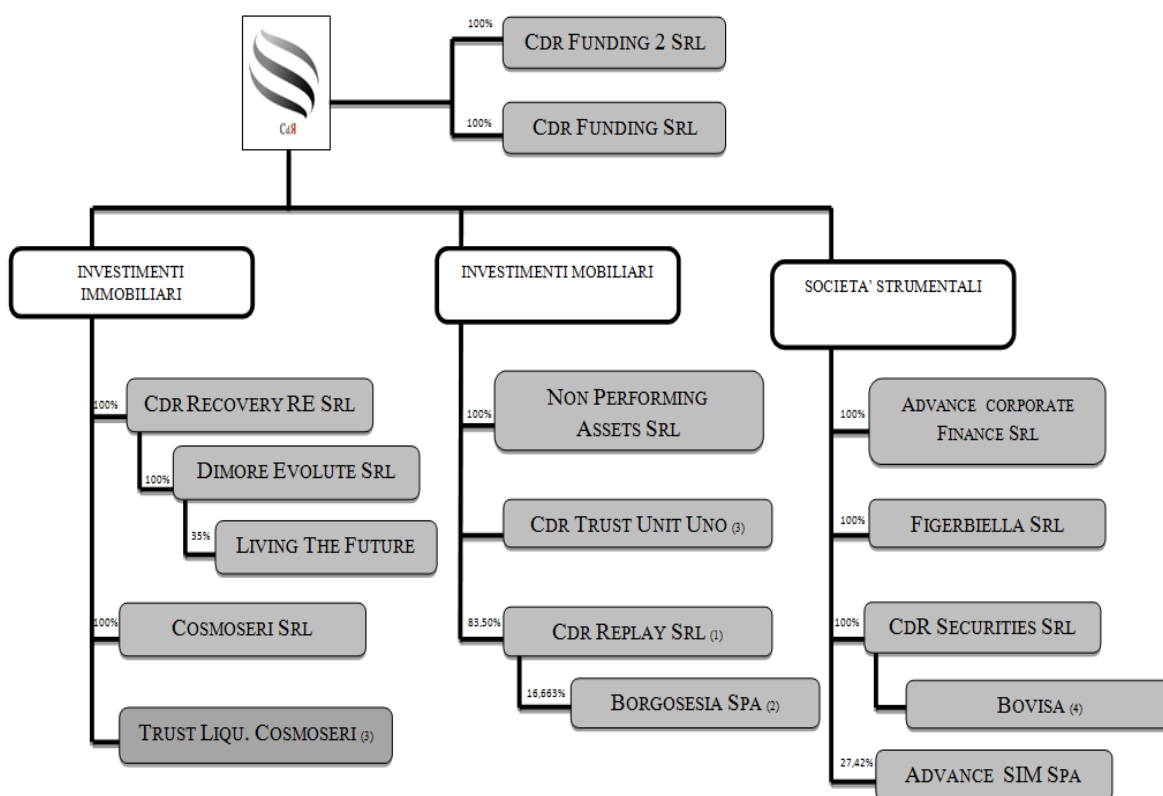 100%
CDR FUNDING 2 SRL
100%
CDR FUNDING SRL
CdЯ
INVESTIMENTI
IMMOBILIARI
INVESTIMENTI MOBILIARI
SOCIETA' STRUMENTALI
100%
CDR RECOVERY RE SRL
100%
DIMORE EVOLUTE SRL
35%
LIVING THE FUTURE
100%
COSMOSERI SRL
TRUST LIQU. COSMOSERI (3)
100%
NON PERFORMING
ASSETS SRL
CDR TRUST UNIT UNO (3)
83,50%
CDR REPLAY SRL (1)
16,663%
BORGOSESIA SPA (2)
100%
ADVANCE CORPORATE
FINANCE SRL
100%
FIGERBIELLA SRL
100%
CDR SECURITIES SRL
BOVISA (4)
27,42%
ADVANCE SIM SPA